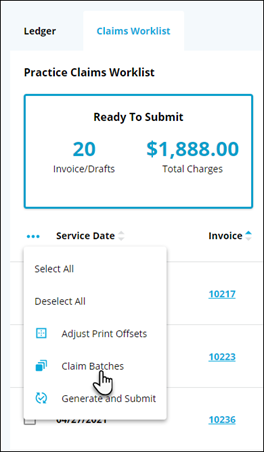 Ledger Claims Worklist
Practice Claims Worklist
Ready To Submit
20 $1,888.00
Invoice/Drafts Total Charges
Service Date Invoice
Select All
10217
Deselect All
Adjust Print Offsets
10223
Claim Batches
Generate and Submit
04/27/2021 10236